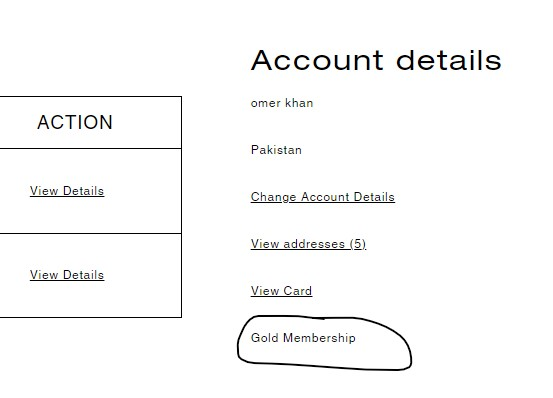 Account details
omer khan
ACTION
Pakistan
View Details
Change Account Details
View addresses (5)
View Details
View Card
Gold Membership